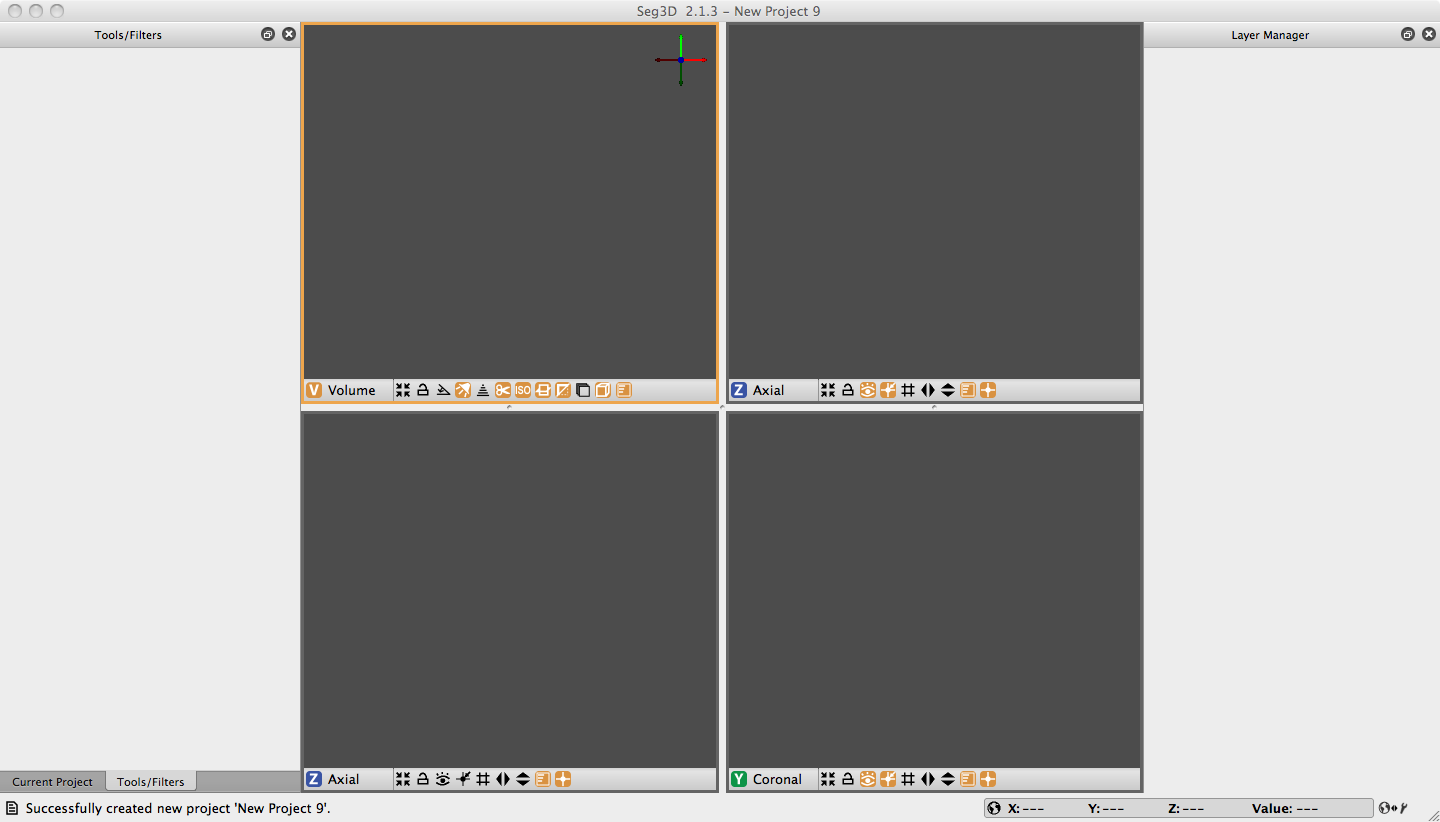 Seg3D 2.1.3 – New Project 9
Tools/Filters
Layer Manager
V Volume ISO
Z Axial
Z Axial
Y Coronal
Current Project Tools/Filters
Successfully created new project 'New Project 9'.
X: --- Y: --- Z: --- Value: ---